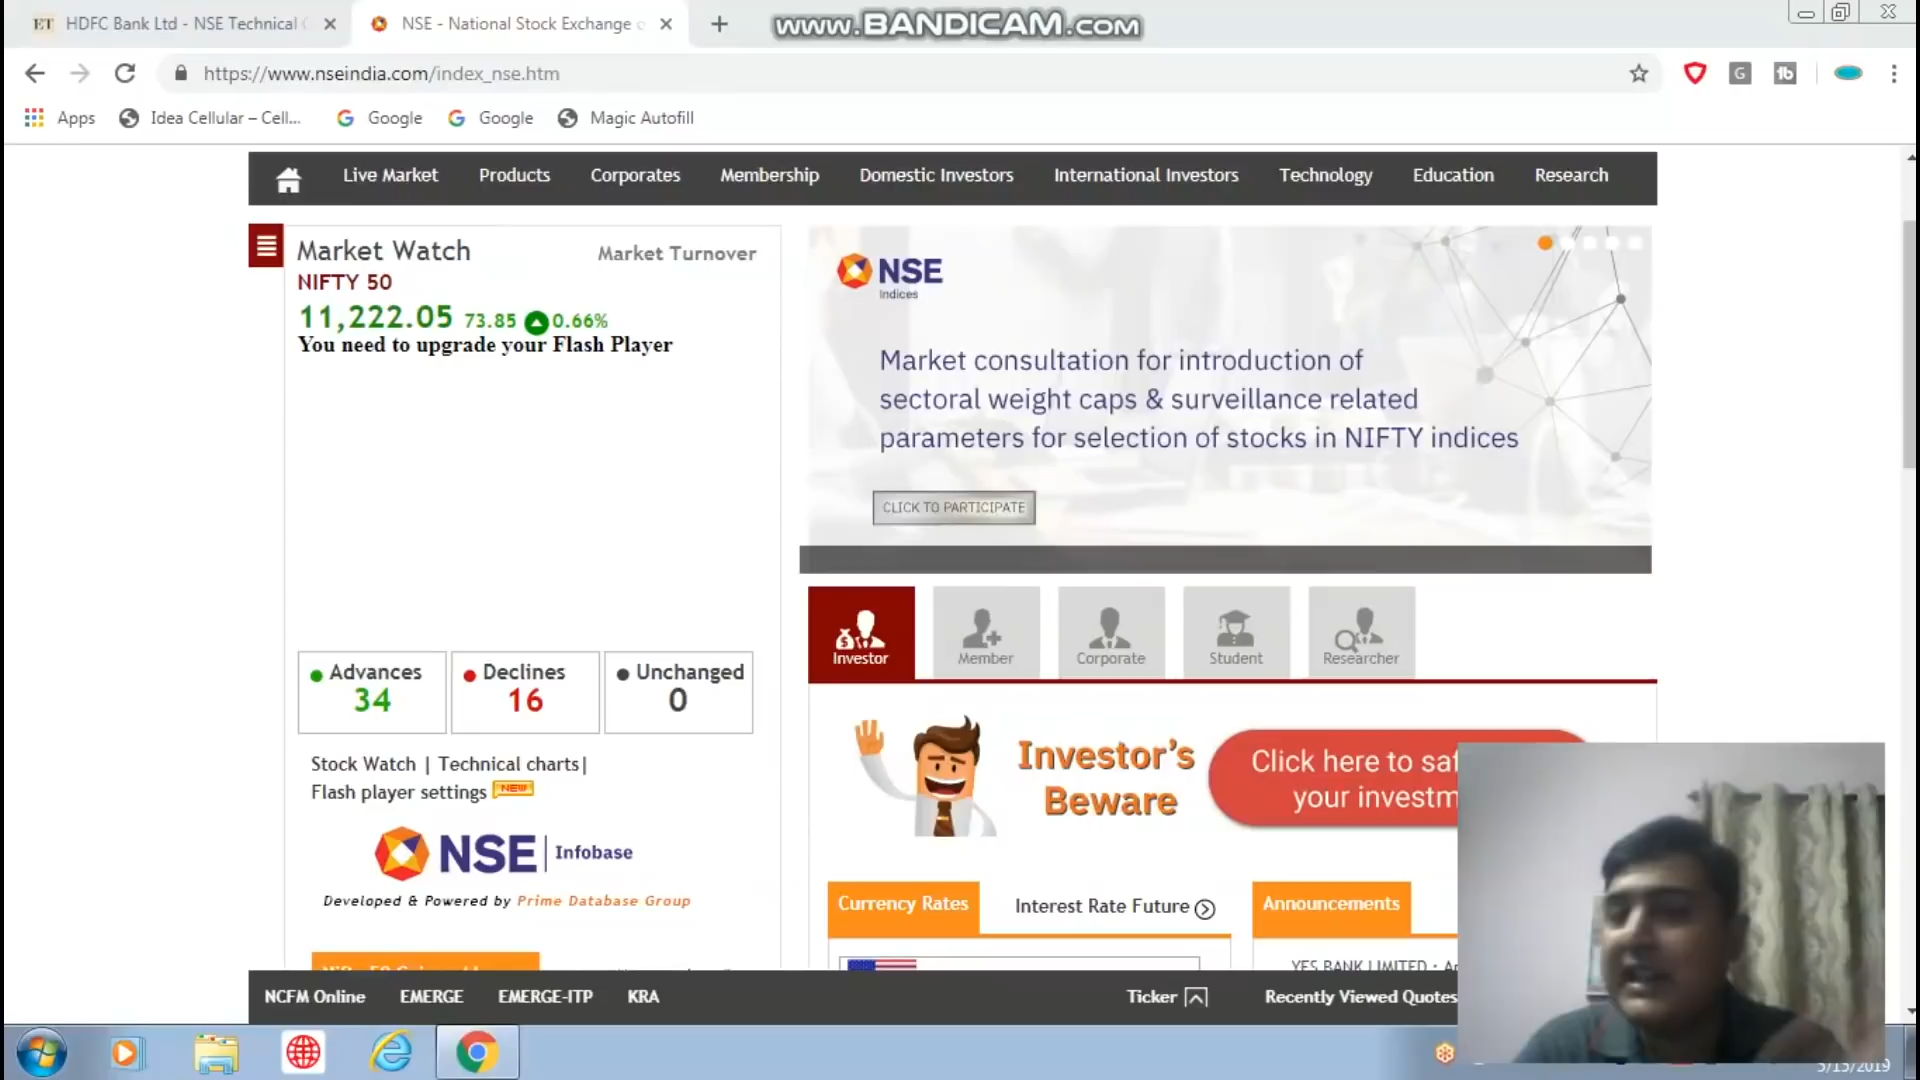 ET HDFC Bank Ltd - NSE Technical
NSE - National Stock Exchange
www.BANDICAM.com
https://www.nseindia.com/index_nse.htm
G
tb
Apps
Idea Cellular – Cell...
Google
Google
Magic Autofill
Live Market
Products
Corporates
Membership
Domestic Investors
International Investors
Technology
Education
Research
Market Watch
Market Turnover
NIFTY 50
11,222.05 73.85 0.66%
You need to upgrade your Flash Player
NSE
Indices
Market consultation for introduction of
sectoral weight caps & surveillance related
parameters for selection of stocks in NIFTY indices
CLICK TO PARTICIPATE
Investor
Member
Corporate
Student
Researcher
Advances
34
Declines
16
Unchanged
0
Stock Watch | Technical charts|
Flash player settings NEW
NSE Infobase
Developed & Powered by Prime Database Group
Investor's
Beware
Click here to
your
Currency Rates
Interest Rate Future
Announcements
YES BANK LIMITED :
NCFM Online
EMERGE
EMERGE-ITP
KRA
Ticker
Recently Viewed Quotes
5/15/2019